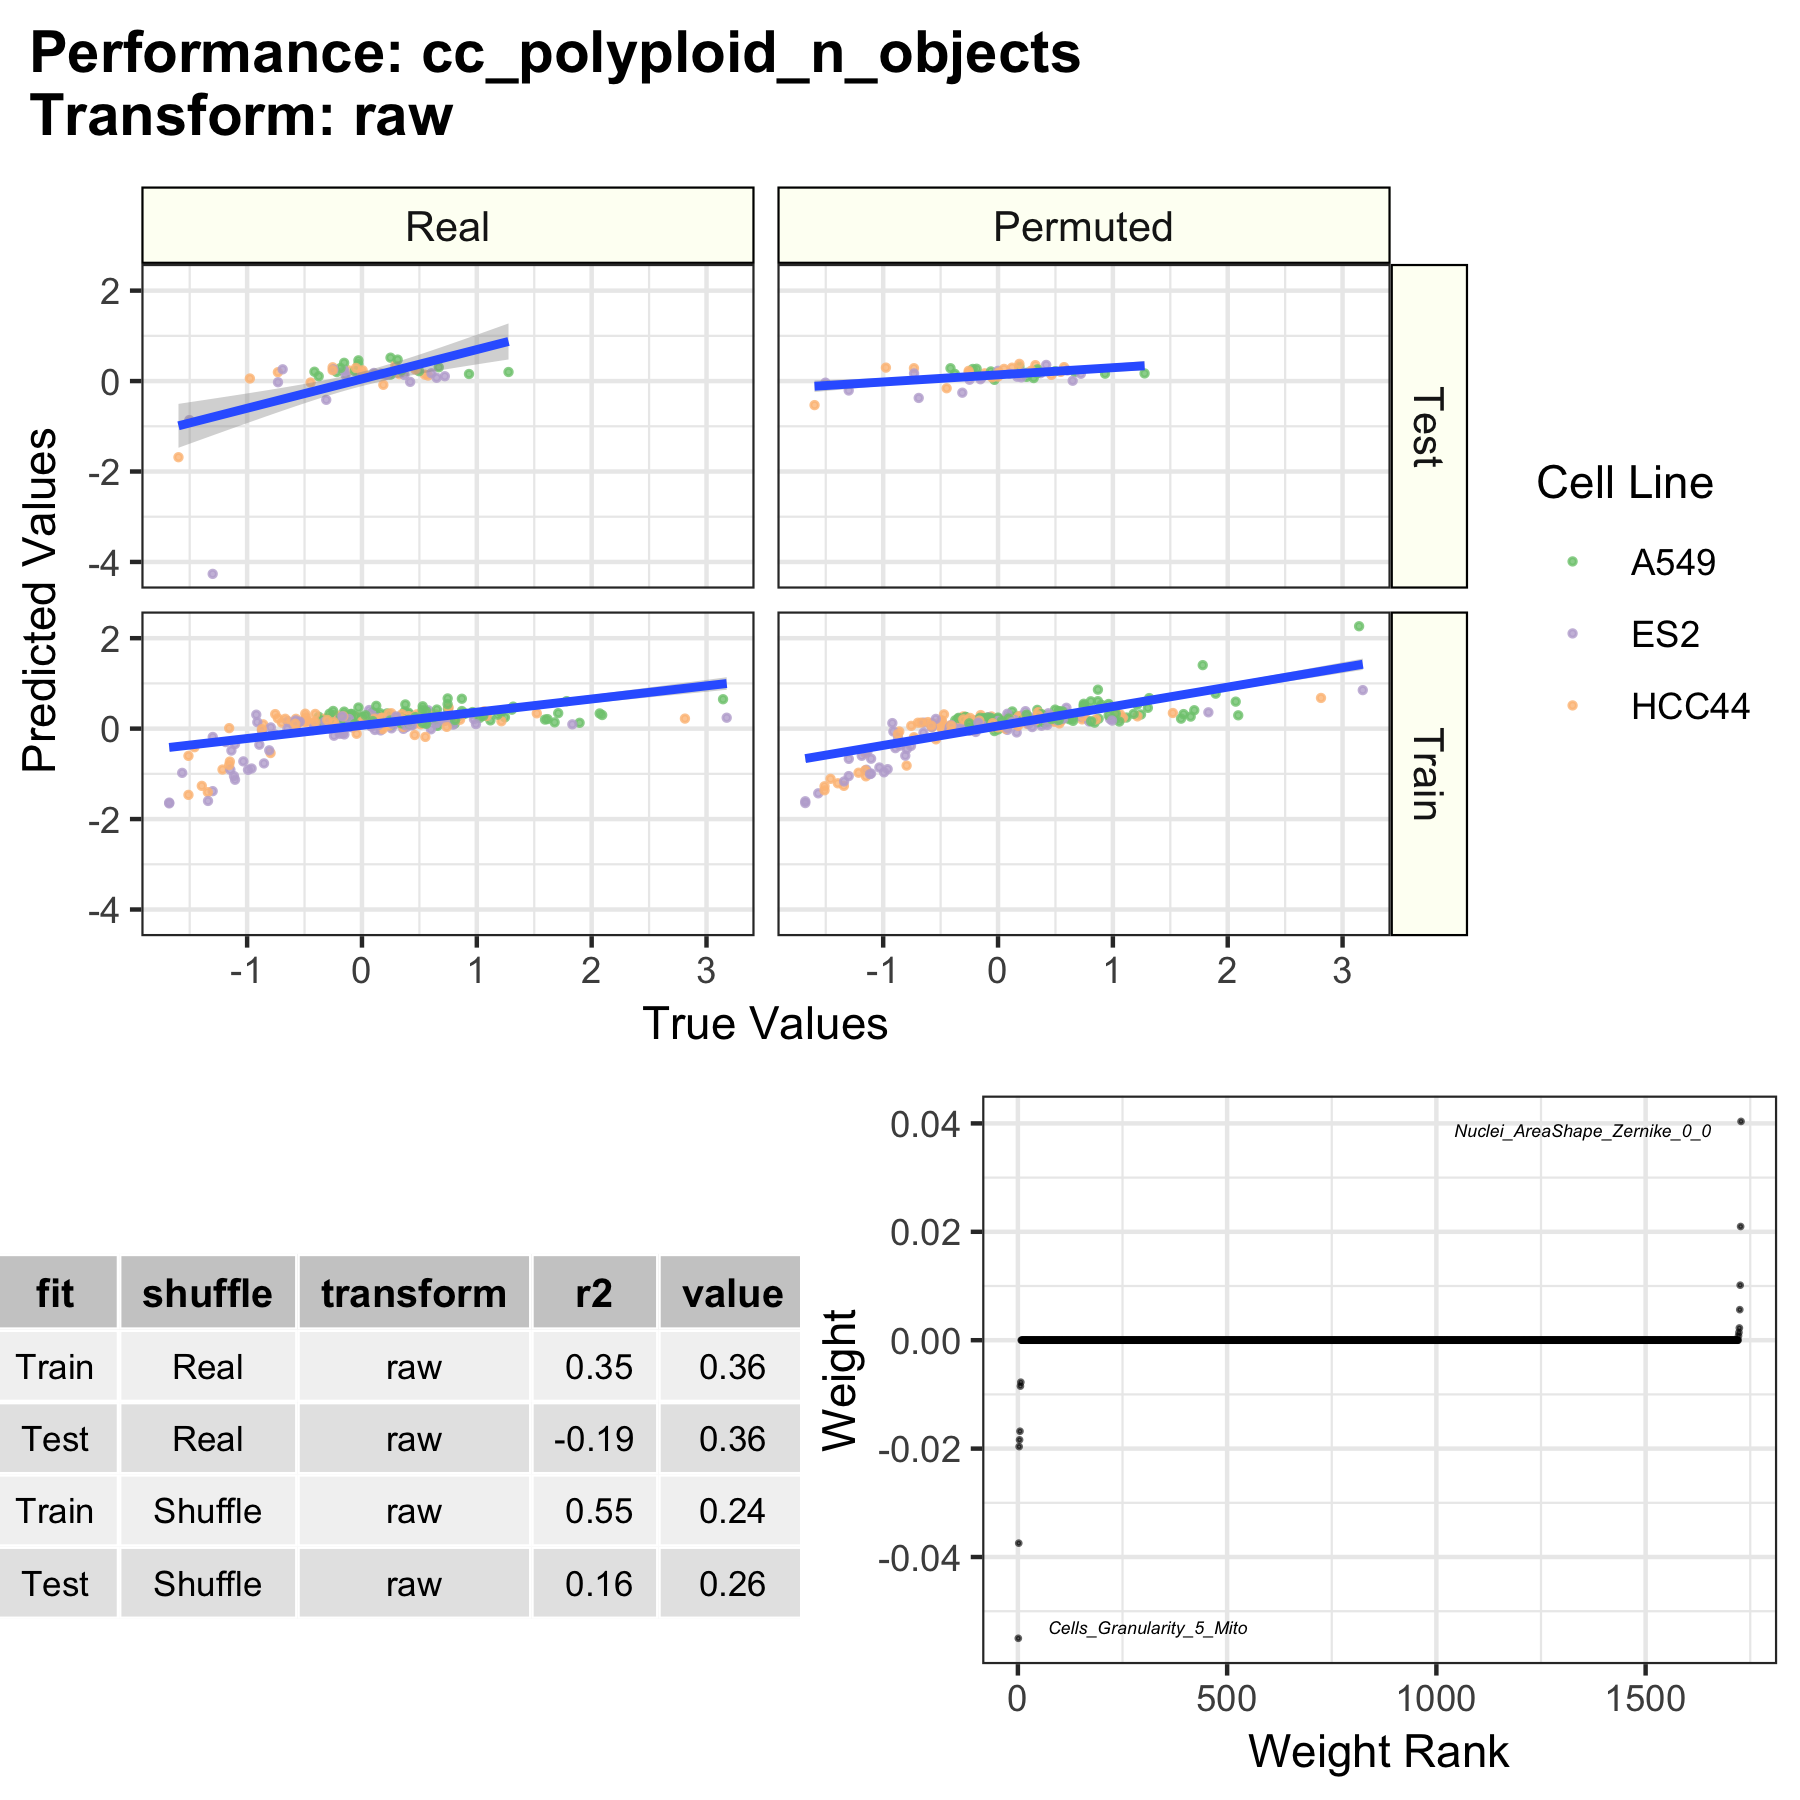 Performance: cc_polyploid_n_objects
Transform: raw
Real
Permuted
2
0
-2
-4
Test
2
0
-2
-4
Train
Predicted Values
-1
0
1
2
3
-1
0
1
2
3
True Values
Cell Line
A549
ES2
HCC44
fit shuffle transform r2 value
Train Real raw 0.35 0.36
Test Real raw -0.19 0.36
Train Shuffle raw 0.55 0.24
Test Shuffle raw 0.16 0.26
Weight
0.04
0.02
0.00
-0.02
-0.04
Nuclei_AreaShape_Zernike_0_0
Cells_Granularity_5_Mito
0
500
1000
1500
Weight Rank